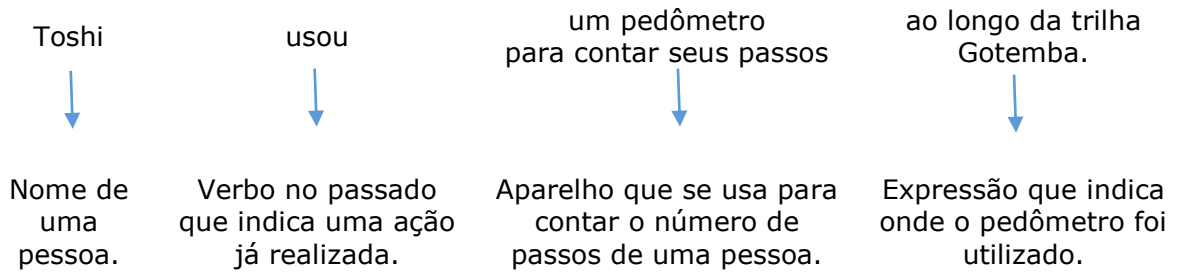 Toshi
usou
um pedômetro
para contar seus passos
ao longo da trilha
Gotemba.
Nome de
uma
pessoa.
Verbo no passado
que indica uma ação
já realizada.
Aparelho que se usa para
contar o número de
passos de uma pessoa.
Expressão que indica
onde o pedômetro foi
utilizado.